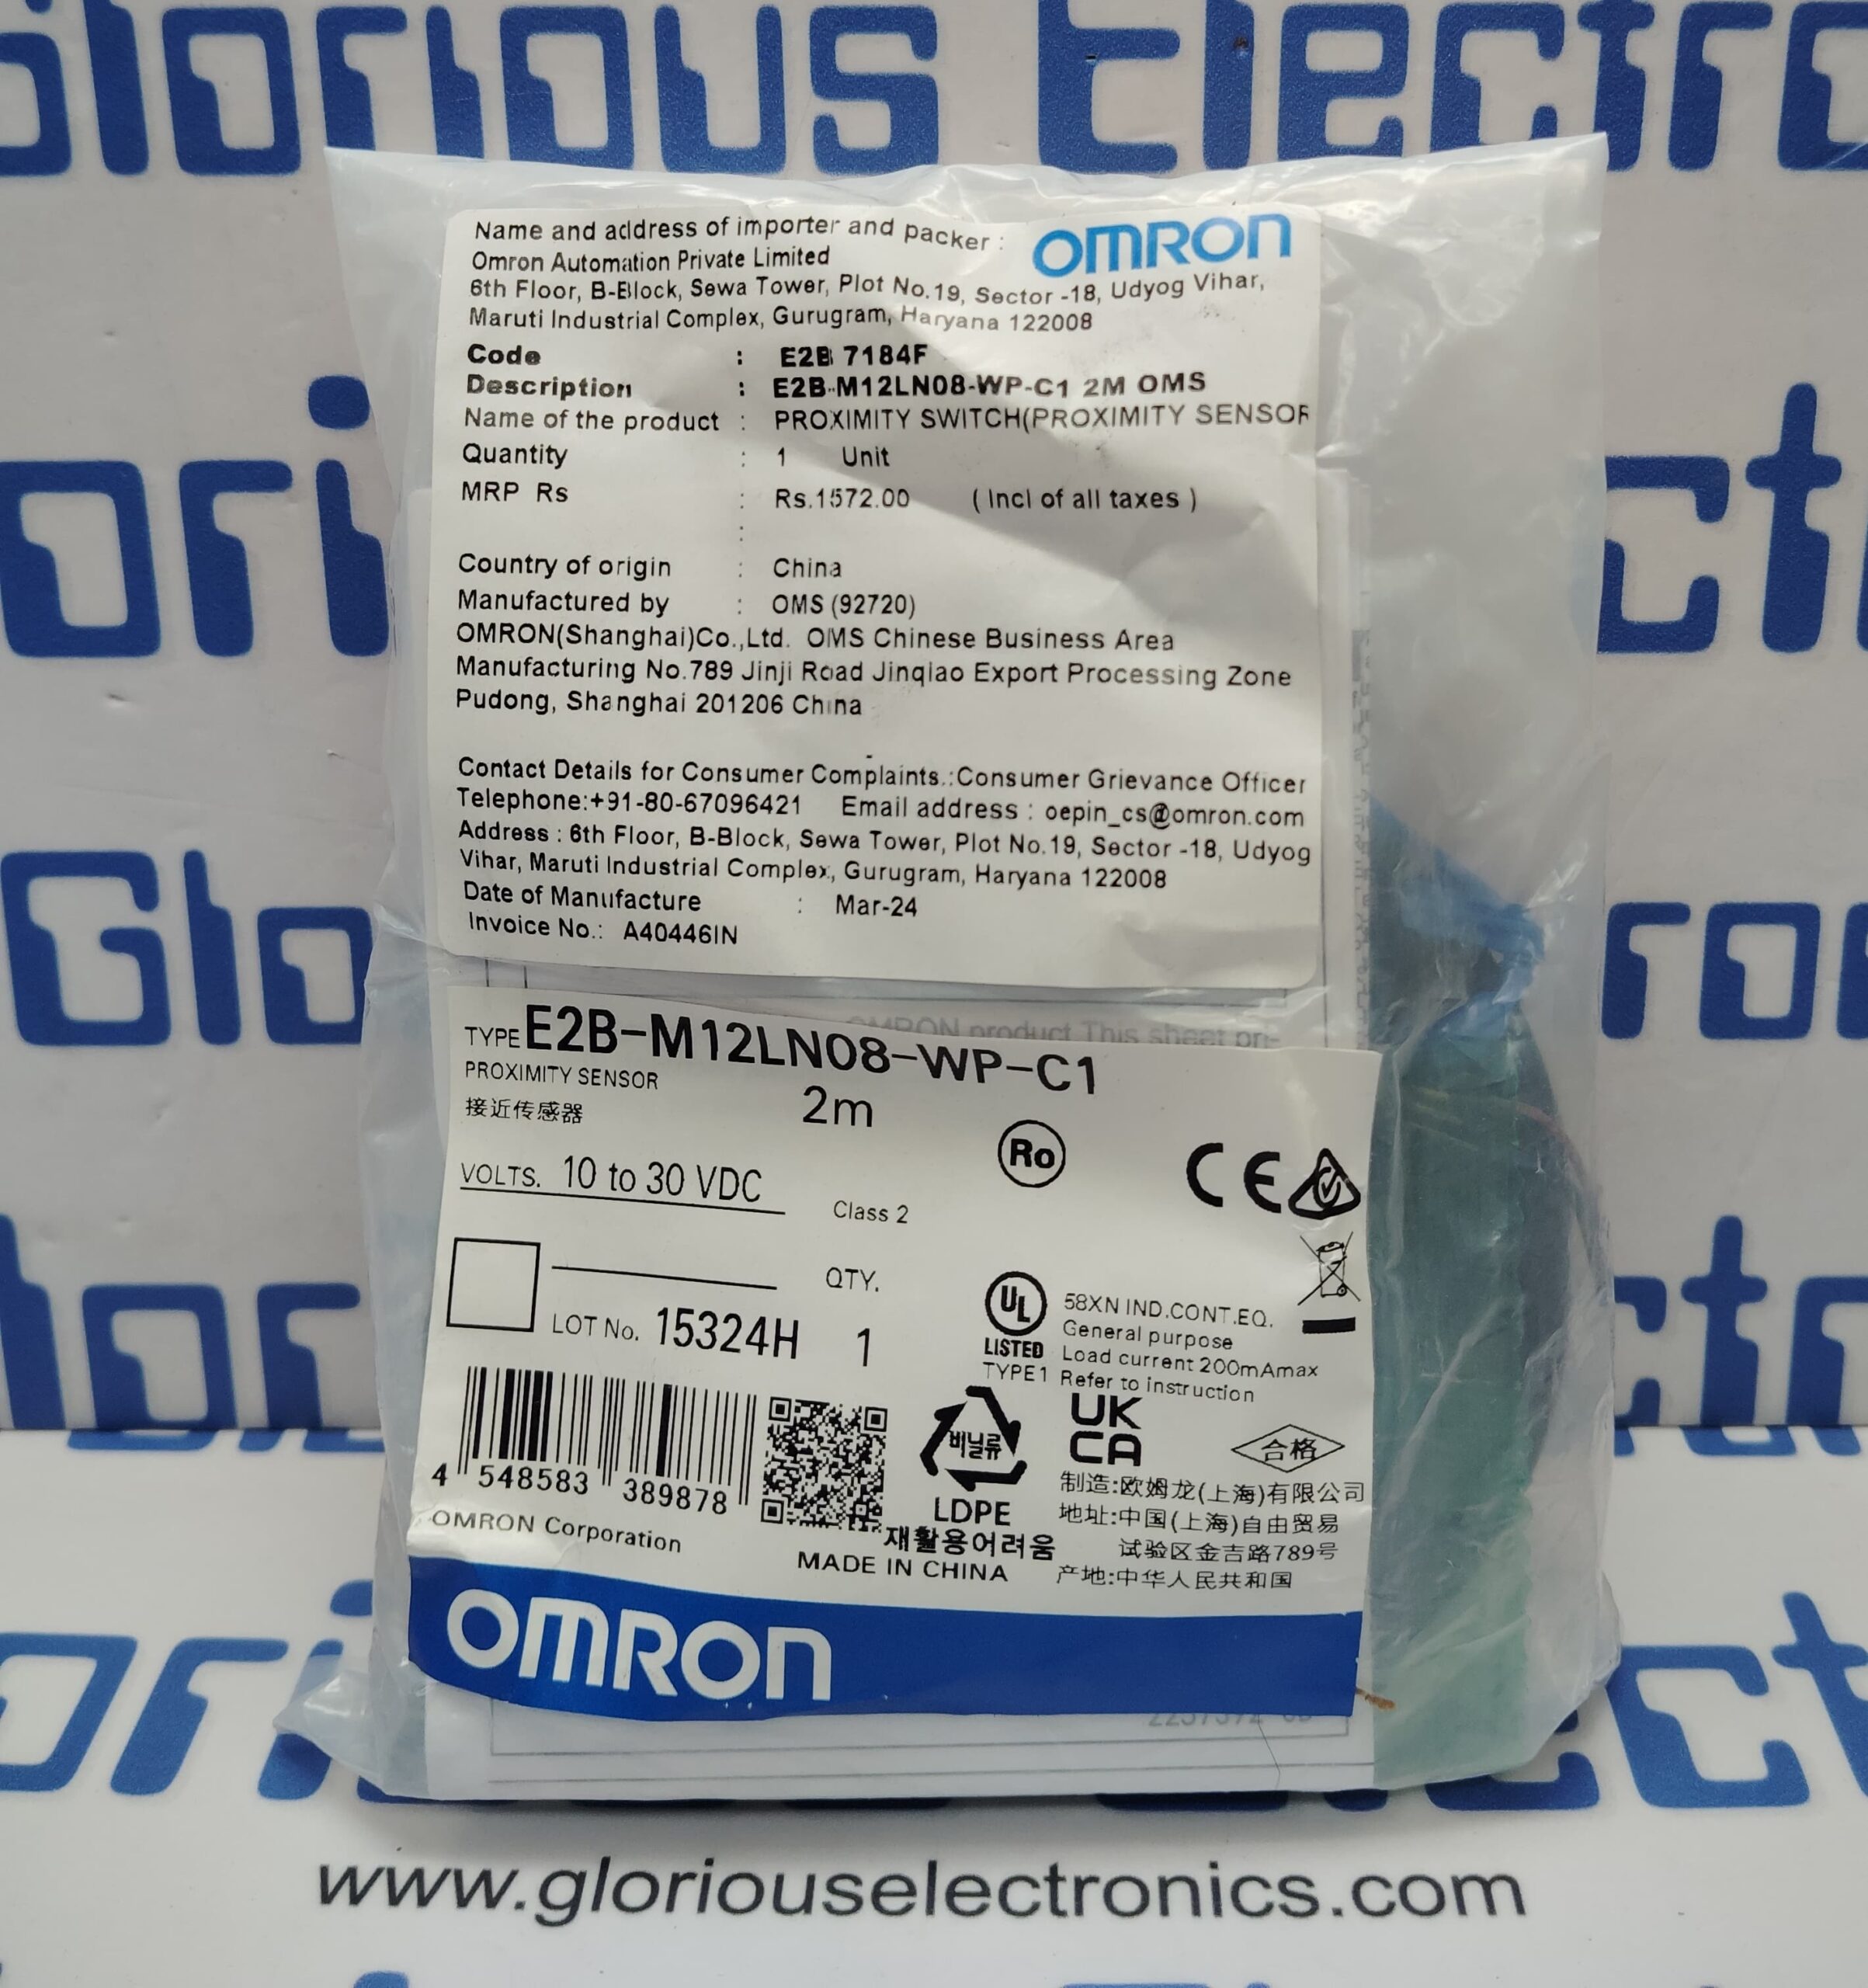 Glorious Electro
Name and address of importer and packer :
OMRON
Omron Automation Private Limited
6th Floor, B-Block, Sewa Tower, Plot No.19, Sector -18, Udyog Vihar,
Maruti Industrial Complex, Gurugram, Haryana 122008
Code : E2B 7184F
Description : E2B-M12LN08-WP-C1 2M OMS
Name of the product : PROXIMITY SWITCH(PROXIMITY SENSOR
Quantity : 1 Unit
MRP Rs : Rs.1572.00 ( Incl of all taxes )
:
Country of origin : China
Manufactured by : OMS (92720)
OMRON(Shanghai)Co.,Ltd. OMS Chinese Business Area
Manufacturing No.789 Jinji Road Jinqiao Export Processing Zone
Pudong, Shanghai 201206 China
Contact Details for Consumer Complaints.:Consumer Grievance Officer
Telephone:+91-80-67096421 Email address : oepin_cs@omron.com
Address : 6th Floor, B-Block, Sewa Tower, Plot No.19, Sector -18, Udyog
Vihar, Maruti Industrial Complex, Gurugram, Haryana 122008
Date of Manufacture : Mar-24
Invoice No.: A40446IN
OMRON product This sheet pri-
TYPE E2B-M12LN08-WP-C1
PROXIMITY SENSOR 2m
接近传感器
Ro
CE
VOLTS. 10 to 30 VDC
Class 2
QTY.
LOT No. 15324H 1
UL
LISTED
TYPE1
58XN IND.CONT.EQ.
General purpose
Load current 200mAmax
Refer to instruction
UK
CA
비닐류
LDPE
재활용어려움
合格
4 548583 389878
OMRON Corporation
MADE IN CHINA
制造:欧姆龙(上海)有限公司
地址:中国(上海)自由贸易
试验区金吉路789号
产地:中华人民共和国
OMRON
www.gloriouselectronics.com